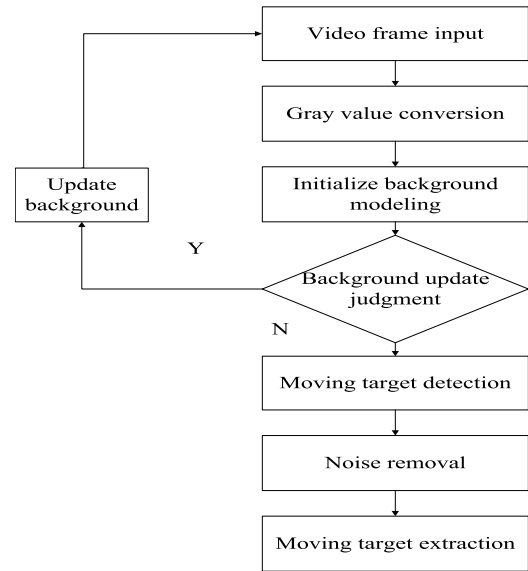 Video frame input
Gray value conversion
Initialize background
modeling
Update
background
Y
Background update
judgment
N
Moving target detection
Noise removal
Moving target extraction